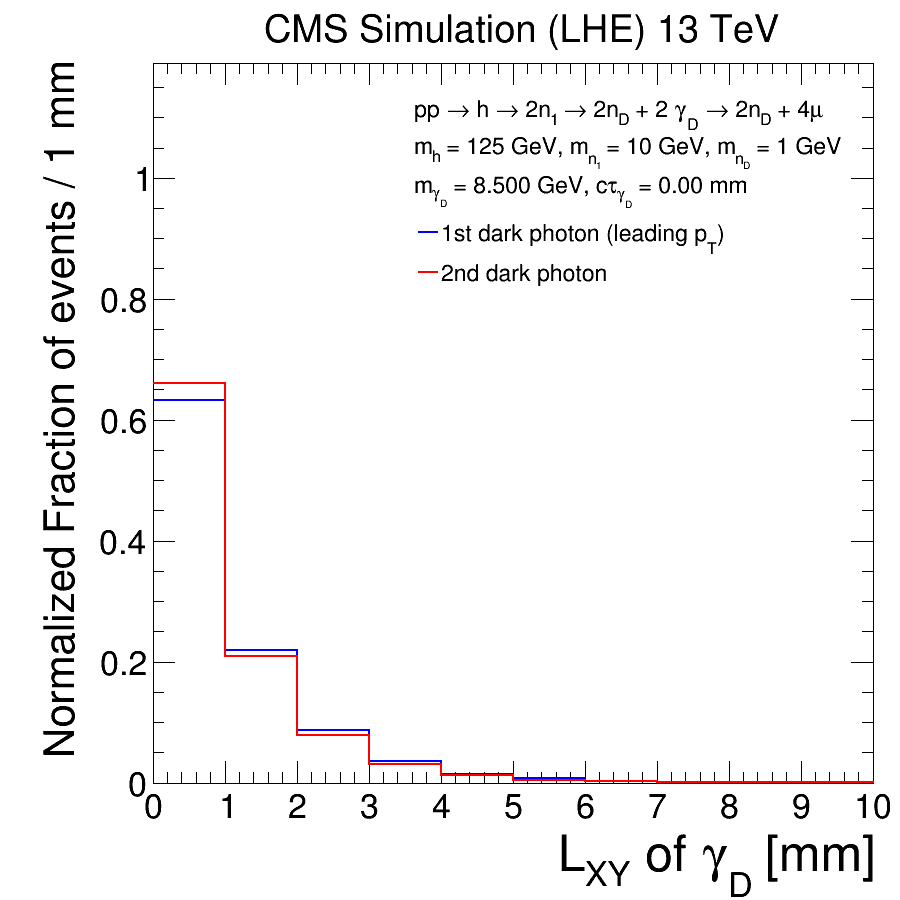 CMS Simulation (LHE) 13 TeV
Normalized Fraction of events / 1 mm
pp → h → 2n1 → 2nD + 2 γD → 2nD + 4μ
mh = 125 GeV, mn1 = 10 GeV, mnD = 1 GeV
mγD = 8.500 GeV, cτγD = 0.00 mm
1st dark photon (leading pT)
2nd dark photon
1
0.8
0.6
0.4
0.2
0
0 1 2 3 4 5 6 7 8 9 10
LXY of γD [mm]